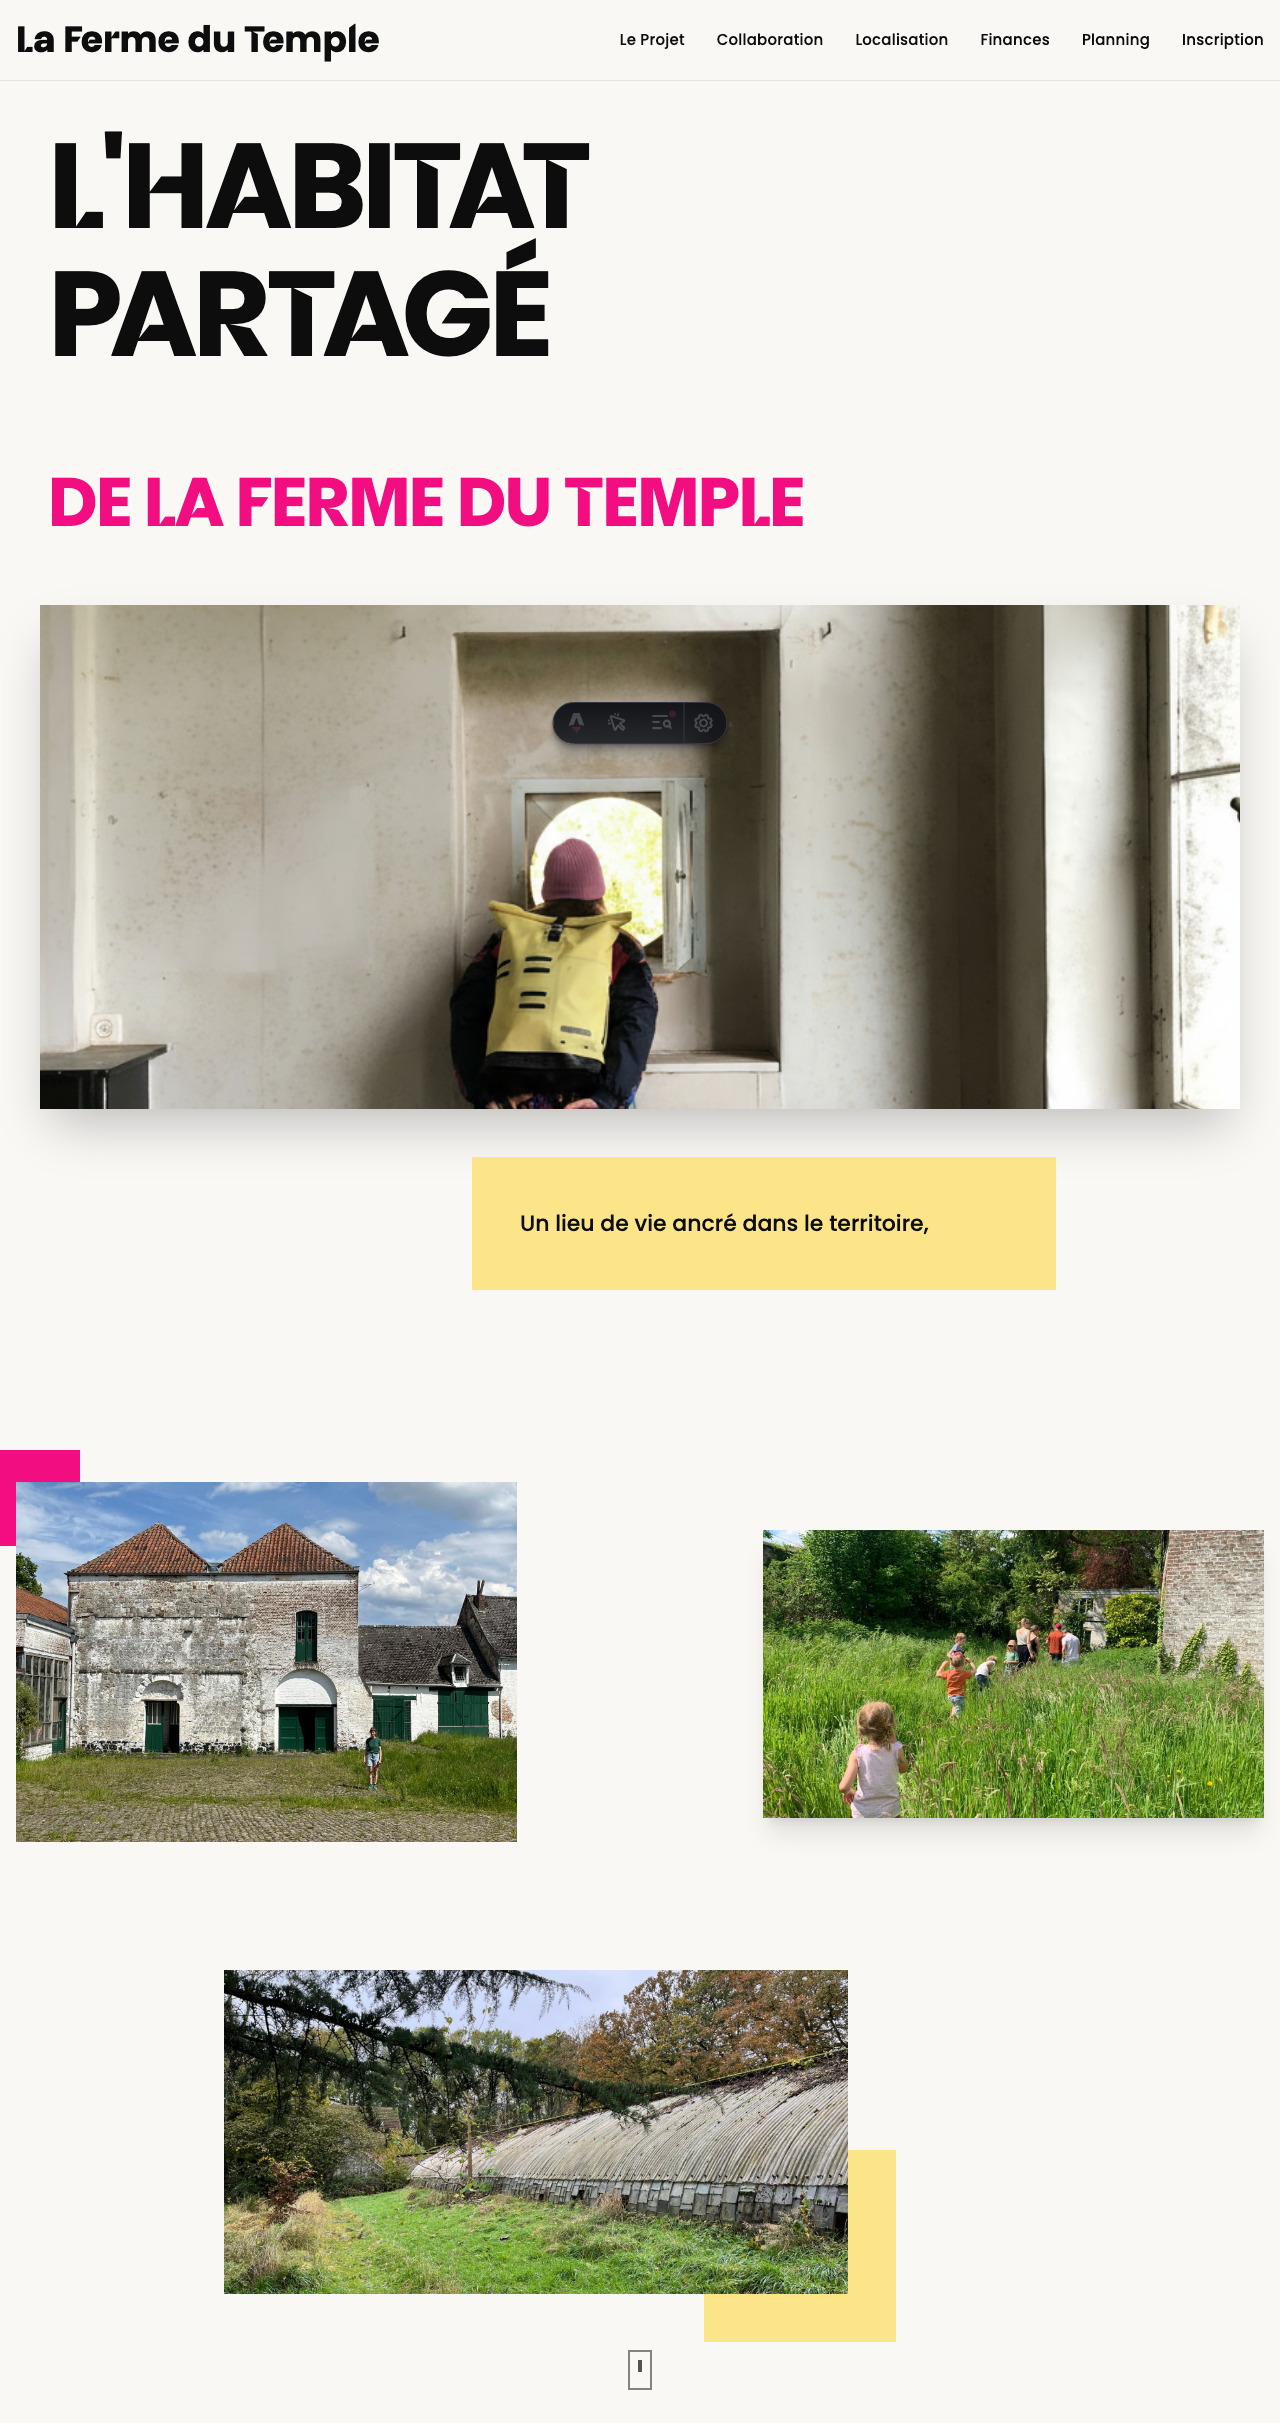 La Ferme du Temple
Le Projet Collaboration Localisation Finances Planning Inscription
L'HABITAT
PARTAGÉ
DE LA FERME DU TEMPLE
Un lieu de vie ancré dans le territoire,